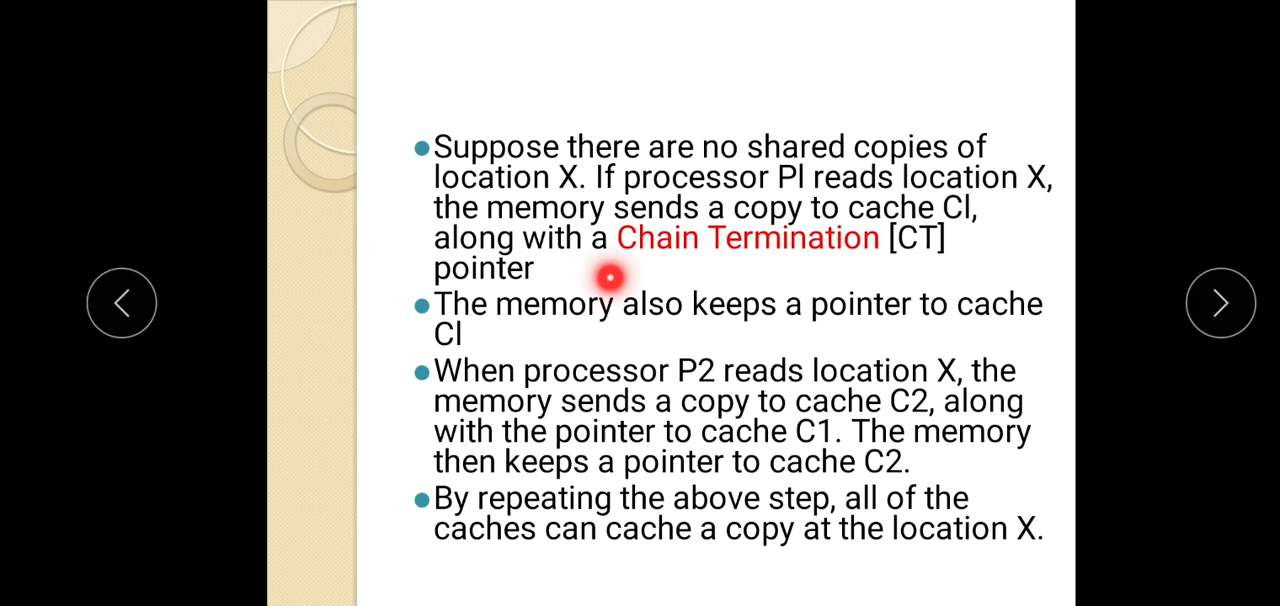 Suppose there are no shared copies of
location X. If processor Pl reads location X,
the memory sends a copy to cache Cl,
along with a Chain Termination [CT]
pointer
The memory also keeps a pointer to cache
Cl
When processor P2 reads location X, the
memory sends a copy to cache C2, along
with the pointer to cache C1. The memory
then keeps a pointer to cache C2.
By repeating the above step, all of the
caches can cache a copy at the location X.